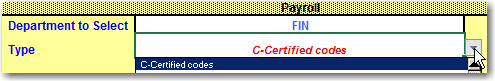 Payroll
Department to Select FIN
Type C-Certified codes
C-Certified codes